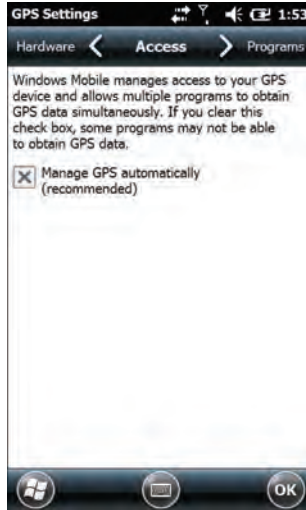 GPS Settings 1:53
Hardware Access Programs
Windows Mobile manages access to your GPS
device and allows multiple programs to obtain
GPS data simultaneously. If you clear this
check box, some programs may not be able
to obtain GPS data.
Manage GPS automatically
(recommended)
OK